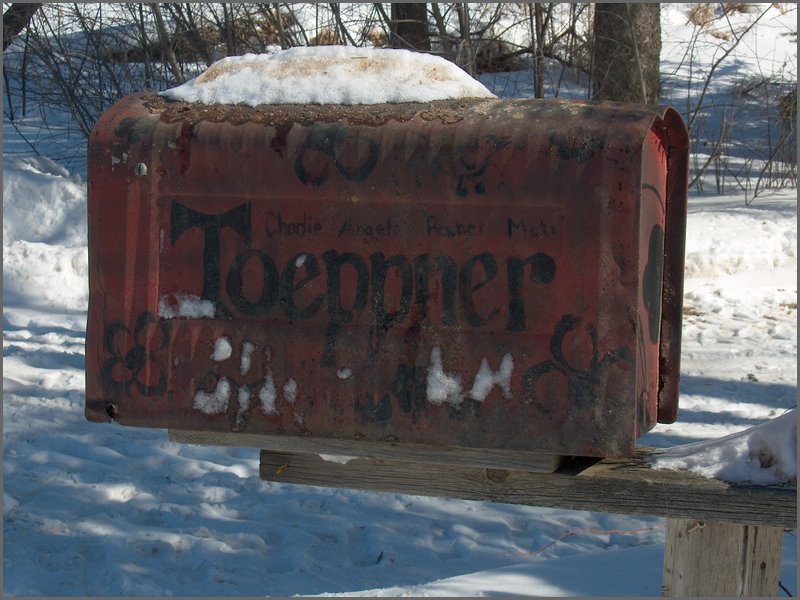 Charlie Angela Rainer Matt
Toeppner